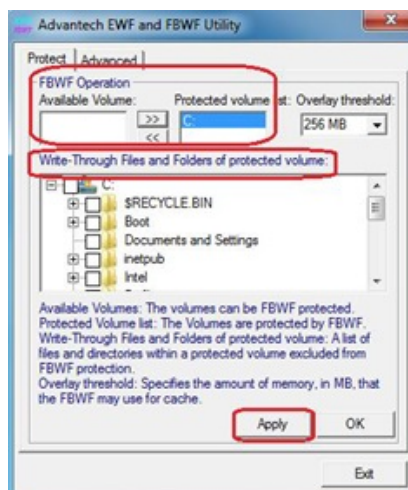 Advantech EWF and FBWF Utility
Protect Advanced
FBWF Operation
Available Volume: Protected volume list: Overlay threshold:
>> C: 256 MB
<<
Write-Through Files and Folders of protected volume:
C:
$RECYCLE.BIN
Boot
Documents and Settings
inetpub
Intel
Available Volumes: The volumes can be FBWF protected.
Protected Volume list: The Volumes are protected by FBWF.
Write-Through Files and Folders of protected volume: A list of
files and directories within a protected volume excluded from
FBWF protection.
Overlay threshold: Specifies the amount of memory, in MB, that
the FBWF may use for cache.
Apply OK
Exit